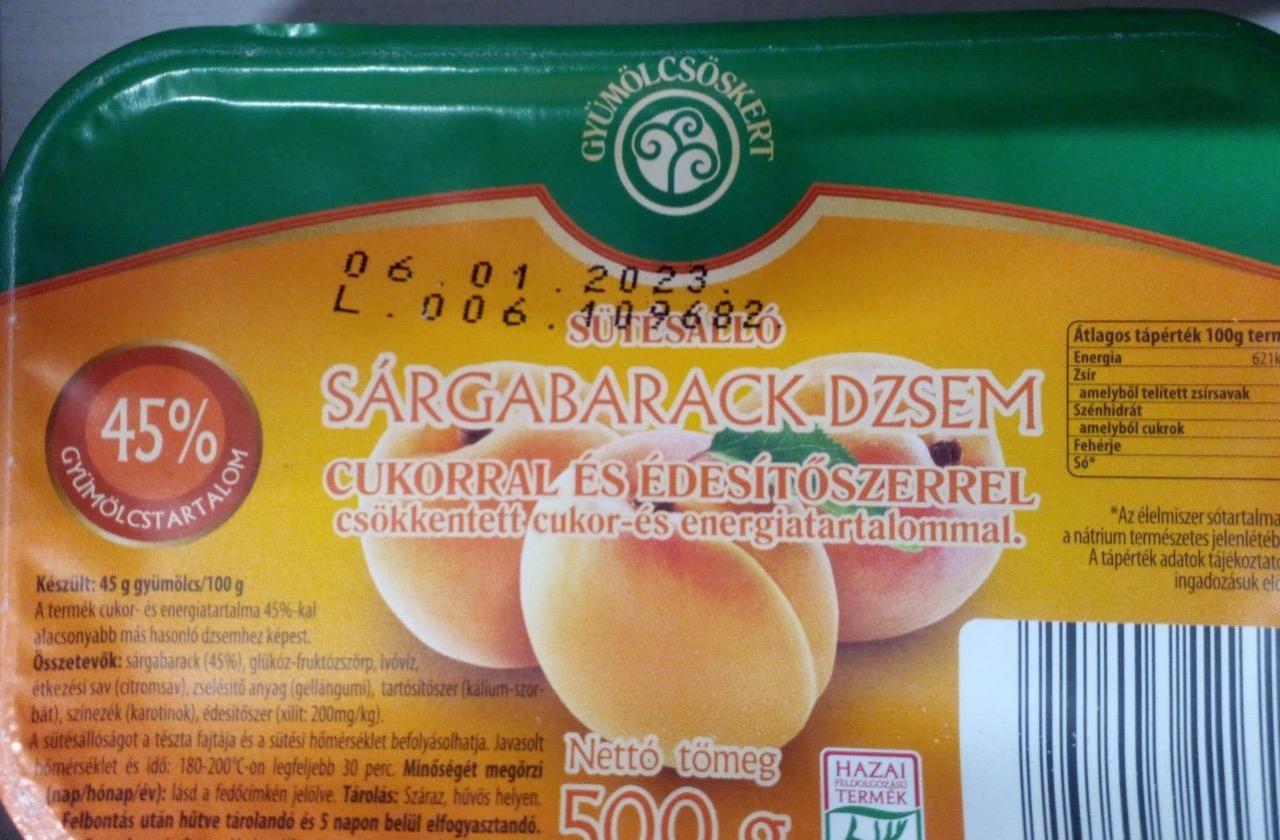 GYÜMÖLCSÖSKERT
06.01.2023.
L.006.109682.
SÜTÉSÁLLÓ
SÁRGABARACK DZSEM
CUKORRAL ÉS ÉDESÍTŐSZERREL
csökkentett cukor-és energiatartalommal.
45%
GYÜMÖLCSTARTALOM
Készült: 45 g gyümölcs/100 g
A termék cukor- és energiatartalma 45%-kal
alacsonyabb más hasonló dzsemhez képest.
Összetevők: sárgabarack (45%), glükóz-fruktózszörp, ivóvíz,
étkezési sav (citromsav), zselésítő anyag (gellángumi), tartósítószer (kálium-szor-
bát), színezék (karotinok), édesítőszer (xilit: 200mg/kg).
A sütésállóságot a tészta fajtája és a sütési hőmérséklet befolyásolhatja. Javasolt
hőmérséklet és idő: 180-200°C-on legfeljebb 30 perc. Minőségét megőrzi
(nap/hónap/év): lásd a fedőcímkén jelölve. Tárolás: Száraz, hűvös helyen.
Felbontás után hűtve tárolandó és 5 napon belül elfogyasztandó.
Nettó tömeg
500 g
HAZAI
FELDOLGOZÁSÚ
TERMÉK
Átlagos tápérték 100g term
Energia 621k
Zsír
amelyből telített zsírsavak
Szénhidrát
amelyből cukrok
Fehérje
Só*
*Az élelmiszer sótartalma
a nátrium természetes jelenlétéb
A tápérték adatok tájékoztató
ingadozásuk elő